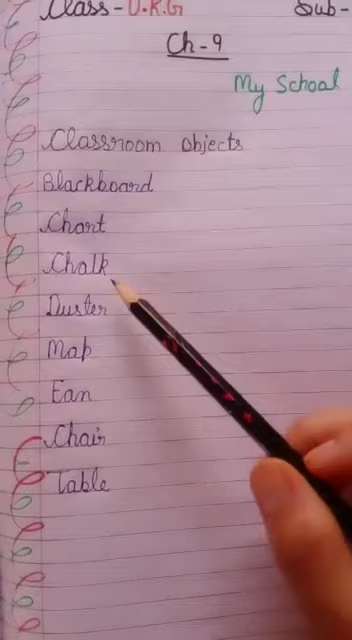 Class - U.K.G Sub-
Ch-9
My School
Classroom objects
Blackboard
Chart
Chalk
Duster
Map
Fan
Chair
Table